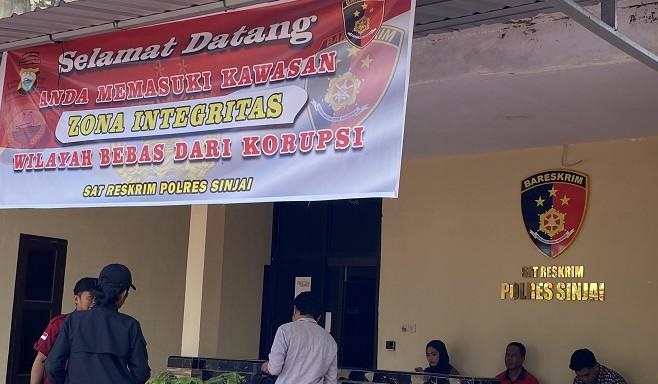 Selamat Datang
ANDA MEMASUKI KAWASAN
ZONA INTEGRITAS
WILAYAH BEBAS DARI KORUPSI
SAT RESKRIM POLRES SINJAI
BARESKRIM
SAT RESKRIM
POLRES SINJAI